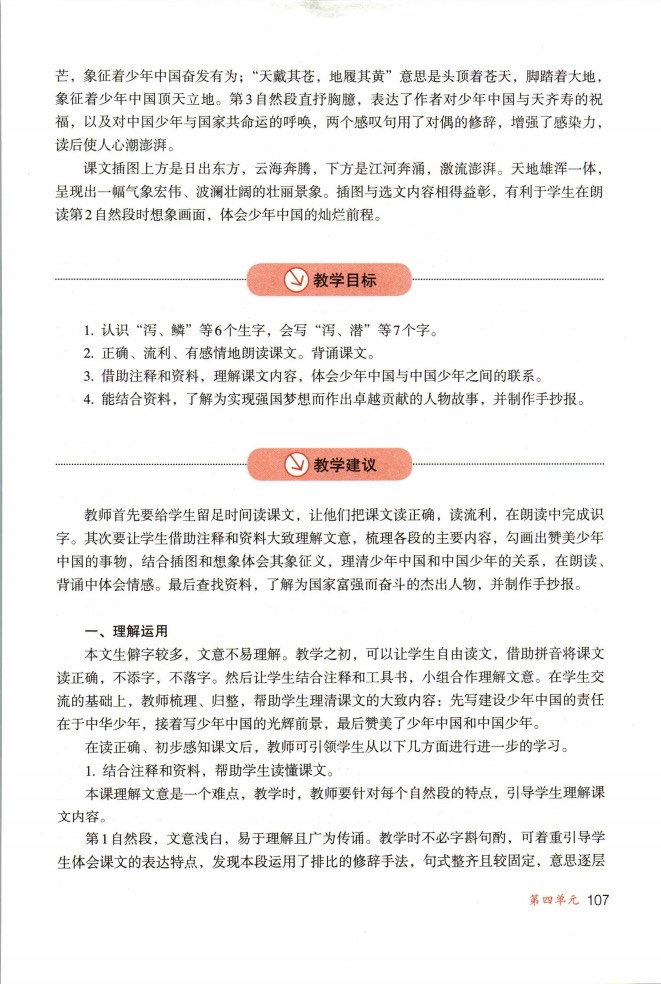 芒，象征着少年中国奋发有为；“天戴其苍，地履其黄”意思是头顶着苍天，脚踏着大地，
象征着少年中国顶天立地。第3自然段直抒胸臆，表达了作者对少年中国与天齐寿的祝
福，以及对中国少年与国家共命运的呼唤，两个感叹句用了对偶的修辞，增强了感染力，
读后使人心潮澎湃。
课文插图上方是日出东方，云海奔腾，下方是江河奔涌，激流澎湃。天地雄浑一体，
呈现出一幅气象宏伟、波澜壮阔的壮丽景象。插图与选文内容相得益彰，有利于学生在朗
读第2自然段时想象画面，体会少年中国的灿烂前程。
教学目标
1. 认识“泻、鳞”等6个生字，会写“泻、潜”等7个字。
2. 正确、流利、有感情地朗读课文。背诵课文。
3. 借助注释和资料，理解课文内容，体会少年中国与中国少年之间的联系。
4. 能结合资料，了解为实现强国梦想而作出卓越贡献的人物故事，并制作手抄报。
教学建议
教师首先要给学生留足时间读课文，让他们把课文读正确，读流利，在朗读中完成识
字。其次要让学生借助注释和资料大致理解文意，梳理各段的主要内容，勾画出赞美少年
中国的事物，结合插图和想象体会其象征义，理清少年中国和中国少年的关系，在朗读、
背诵中体会情感。最后查找资料，了解为国家富强而奋斗的杰出人物，并制作手抄报。
一、理解运用
本文生僻字较多，文意不易理解。教学之初，可以让学生自由读文，借助拼音将课文
读正确，不添字，不落字。然后让学生结合注释和工具书，小组合作理解文意。在学生交
流的基础上，教师梳理、归整，帮助学生理清课文的大致内容：先写建设少年中国的责任
在于中华少年，接着写少年中国的光辉前景，最后赞美了少年中国和中国少年。
在读正确、初步感知课文后，教师可引领学生从以下几方面进行进一步的学习。
1. 结合注释和资料，帮助学生读懂课文。
本课理解文意是一个难点，教学时，教师要针对每个自然段的特点，引导学生理解课
文内容。
第1自然段，文意浅白，易于理解且广为传诵。教学时不必字斟句酌，可着重引导学
生体会课文的表达特点，发现本段运用了排比的修辞手法，句式整齐且较固定，意思逐层
第四单元 107